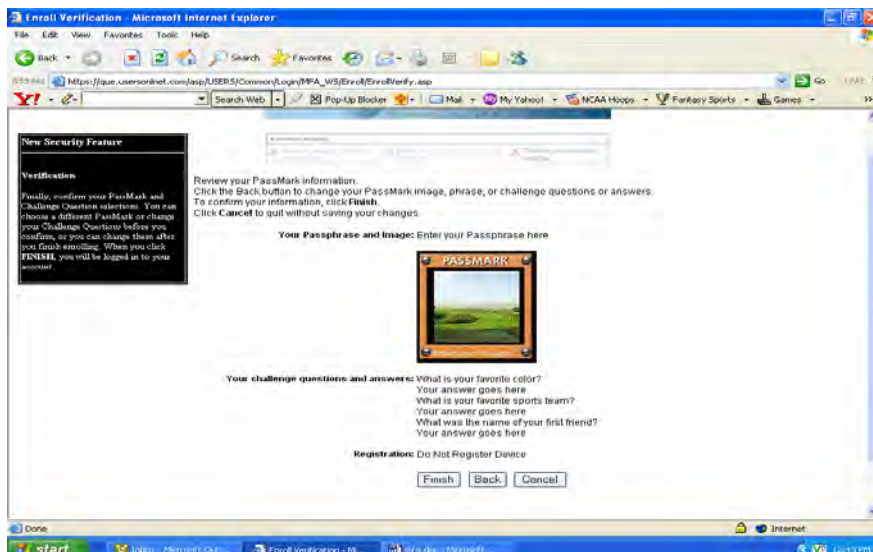 Enroll Verification - Microsoft Internet Explorer
File Edit View Favorites Tools Help
Back Search Favorites
https://que.usersonlnet.com/asp/USERS/Common/Login/MFA_WS/Enroll/EnrollVerify.asp Go
Y! Search Web Pop-Up Blocker Mail My Yahoo! NCAA Hoops Fantasy Sports Games
New Security Feature
Verification
Finally, confirm your PassMark and
Challenge Question selections. You can
choose a different PassMark or change
your Challenge Questions before you
confirm, or you can change them after
you finish enrolling. When you click
FINISH, you will be logged in to your
account.
Review your PassMark information.
Click the Back button to change your PassMark image, phrase, or challenge questions or answers.
To confirm your information, click Finish.
Click Cancel to quit without saving your changes.
Your Passphrase and Image: Enter your Passphrase here
PASSMARK
Your challenge questions and answers: What is your favorite color?
Your answer goes here
What is your favorite sports team?
Your answer goes here
What was the name of your first friend?
Your answer goes here
Registration: Do Not Register Device
Finish Back Cancel
Done Internet
start Enroll Verification - Mi...